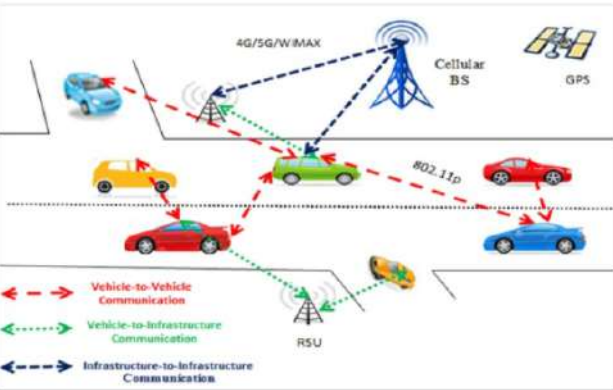 4G/5G/WIMAX
Cellular
BS
GPS
802.11p
Vehicle-to-Vehicle
Communication
Vehicle-to-Infrastructure
Communication
RSU
Infrastructure-to-Infrastructure
Communication